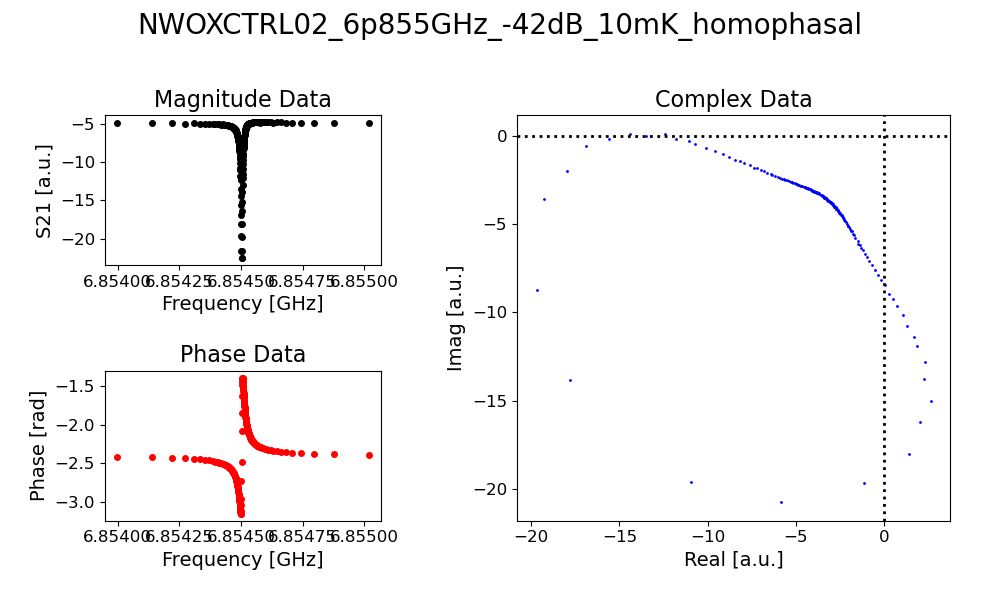 NWOXCTRL02_6p855GHz_-42dB_10mK_homophasal
Magnitude Data
S21 [a.u.]
−5
−10
−15
−20
6.85400 6.85425 6.85450 6.85475 6.85500
Frequency [GHz]
Phase Data
Phase [rad]
−1.5
−2.0
−2.5
−3.0
6.85400 6.85425 6.85450 6.85475 6.85500
Frequency [GHz]
Complex Data
Imag [a.u.]
0
−5
−10
−15
−20
−20 −15 −10 −5 0
Real [a.u.]